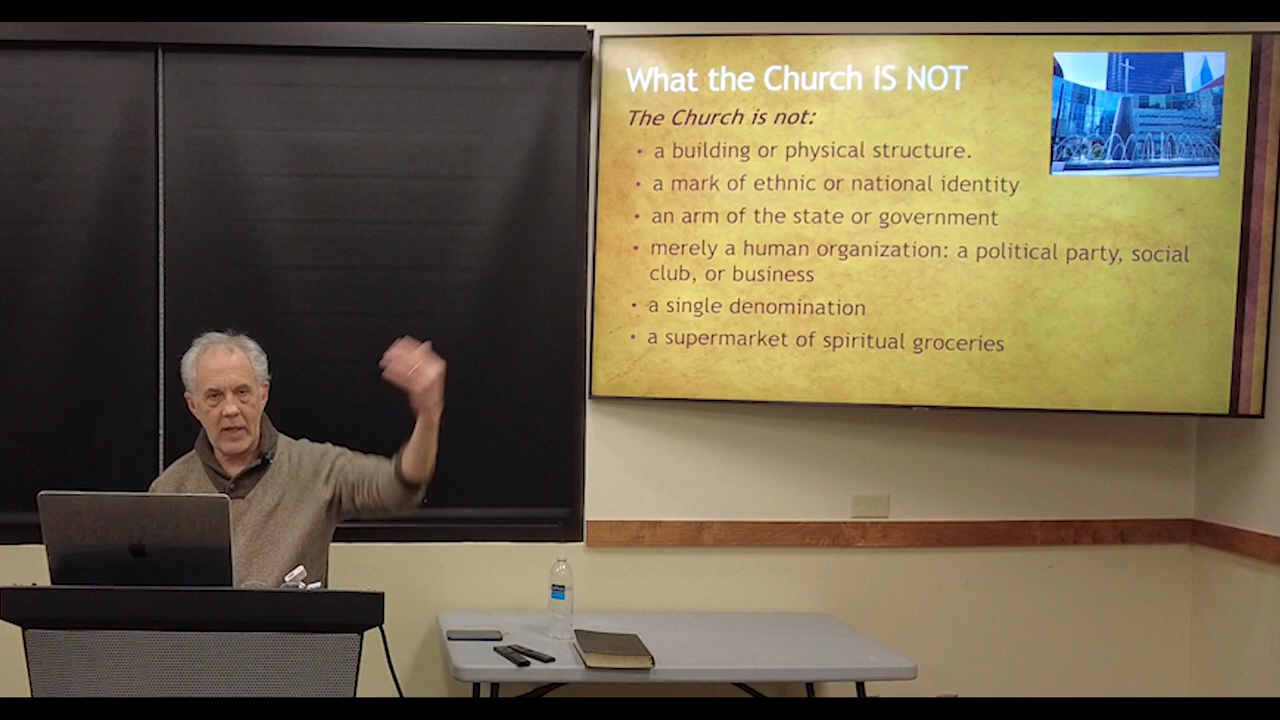 What the Church IS NOT
The Church is not:
• a building or physical structure.
• a mark of ethnic or national identity
• an arm of the state or government
• merely a human organization: a political party, social
club, or business
• a single denomination
• a supermarket of spiritual groceries